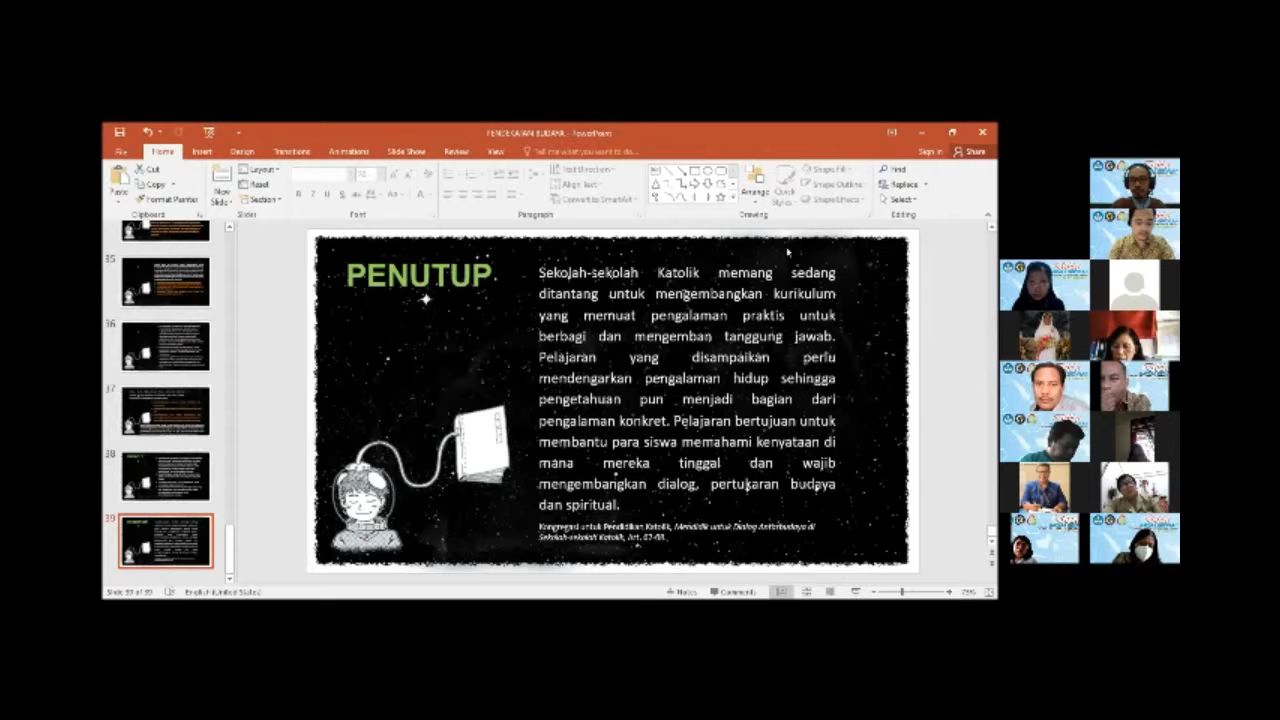 PENDEKATAN BUDAYA - PowerPoint
File Home Insert Design Transitions Animations Slide Show Review View Tell me what you want to do... Sign in Share
Cut
Copy
Format Painter
Paste
Clipboard
New Slide
Layout
Reset
Section
Slides
Font
Text Direction
Align Text
Convert to SmartArt
Paragraph
Arrange
Quick Styles
Shape Fill
Shape Outline
Shape Effects
Drawing
Find
Replace
Select
Editing
35
36
37
38
39
PENUTUP
Sekolah-sekolah Katolik memang sedang
ditantang untuk mengembangkan kurikulum
yang memuat pengalaman praktis untuk
berbagi dan mengemban tanggung jawab.
Pelajaran yang disampaikan perlu
mendengarkan pengalaman hidup sehingga
pengetahuan pun menjadi bagian dari
pengalaman konkret. Pelajaran bertujuan untuk
membantu para siswa memahami kenyataan di
mana mereka tinggal dan wajib
mengembangkan dialog, pertukaran budaya
dan spiritual.
Kongregasi untuk Pendidikan Katolik, Mendidik untuk Dialog Antarbudaya di
Sekolah-sekolah Katolik, Art. 67-68.
Slide 39 of 39 English (United States) Notes Comments 75%